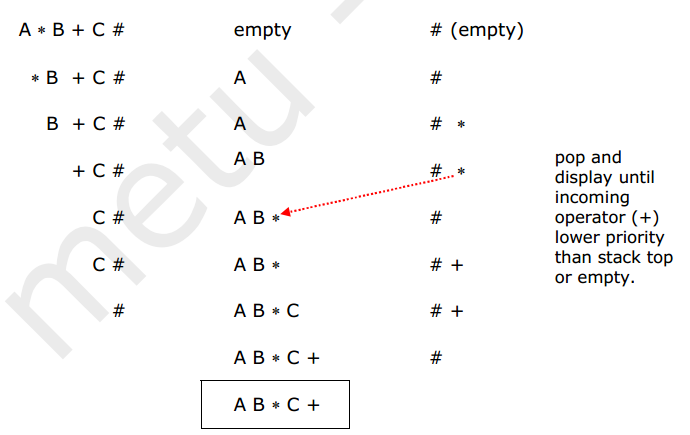 A * B + C # empty # (empty)
* B + C # A #
B + C # A # *
+ C # A B # *
C # A B * #
C # A B * # +
# A B * C # +
A B * C + #
A B * C +
pop and
display until
incoming
operator (+)
lower priority
than stack top
or empty.
metu -